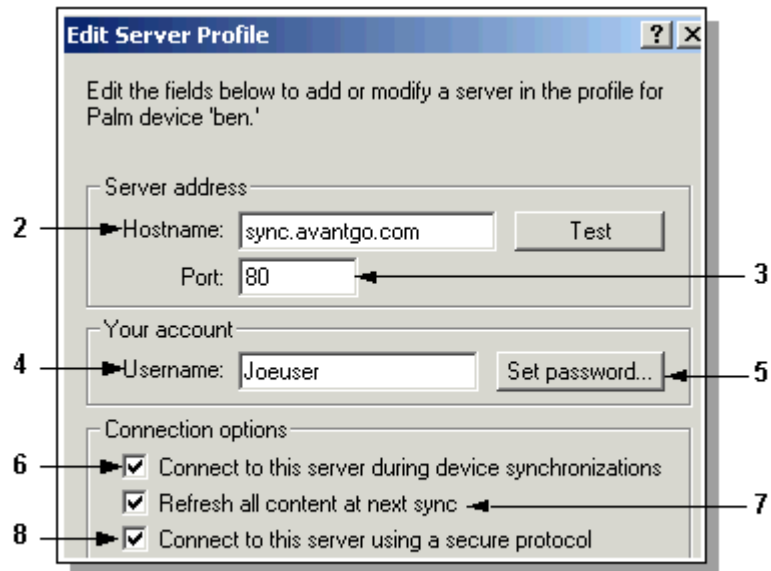 Edit Server Profile ? X
Edit the fields below to add or modify a server in the profile for
Palm device 'ben.'
Server address
2 Hostname: sync.avantgo.com Test
Port: 80 3
Your account
4 Username: Joeuser Set password... 5
Connection options
6 Connect to this server during device synchronizations
Refresh all content at next sync 7
8 Connect to this server using a secure protocol